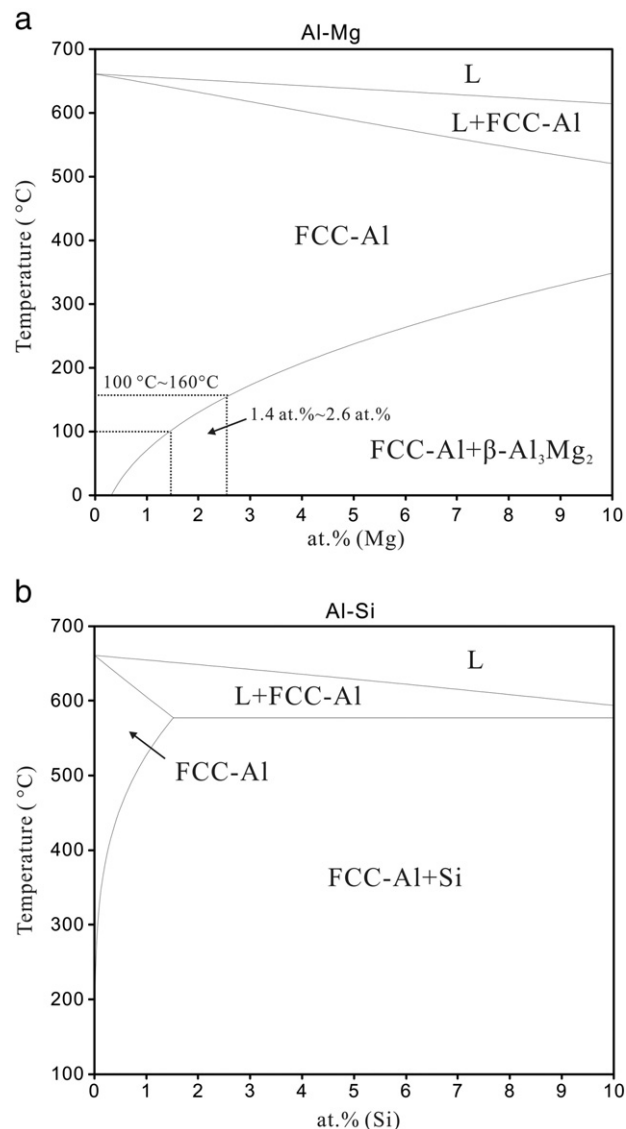 a
Al-Mg
700
600
500
400
300
200
100
0
Temperature ( °C)
L
L+FCC-Al
FCC-Al
100 °C~160°C
1.4 at.%~2.6 at.%
FCC-Al+β-Al₃Mg₂
0 1 2 3 4 5 6 7 8 9 10
at.% (Mg)
b
Al-Si
700
600
500
400
300
200
100
Temperature ( °C)
L
L+FCC-Al
FCC-Al
FCC-Al+Si
0 1 2 3 4 5 6 7 8 9 10
at.% (Si)